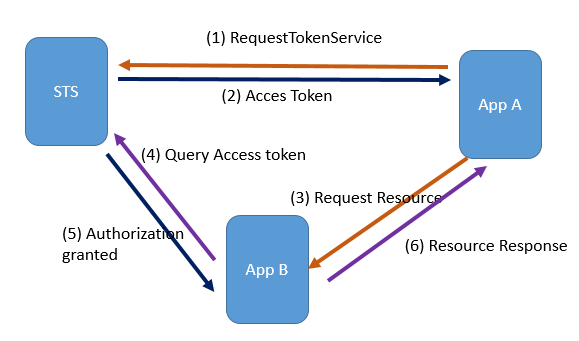 (1) RequestTokenService
STS
(2) Acces Token
App A
(4) Query Access token
(3) Request Resource
(5) Authorization
granted
(6) Resource Response
App B